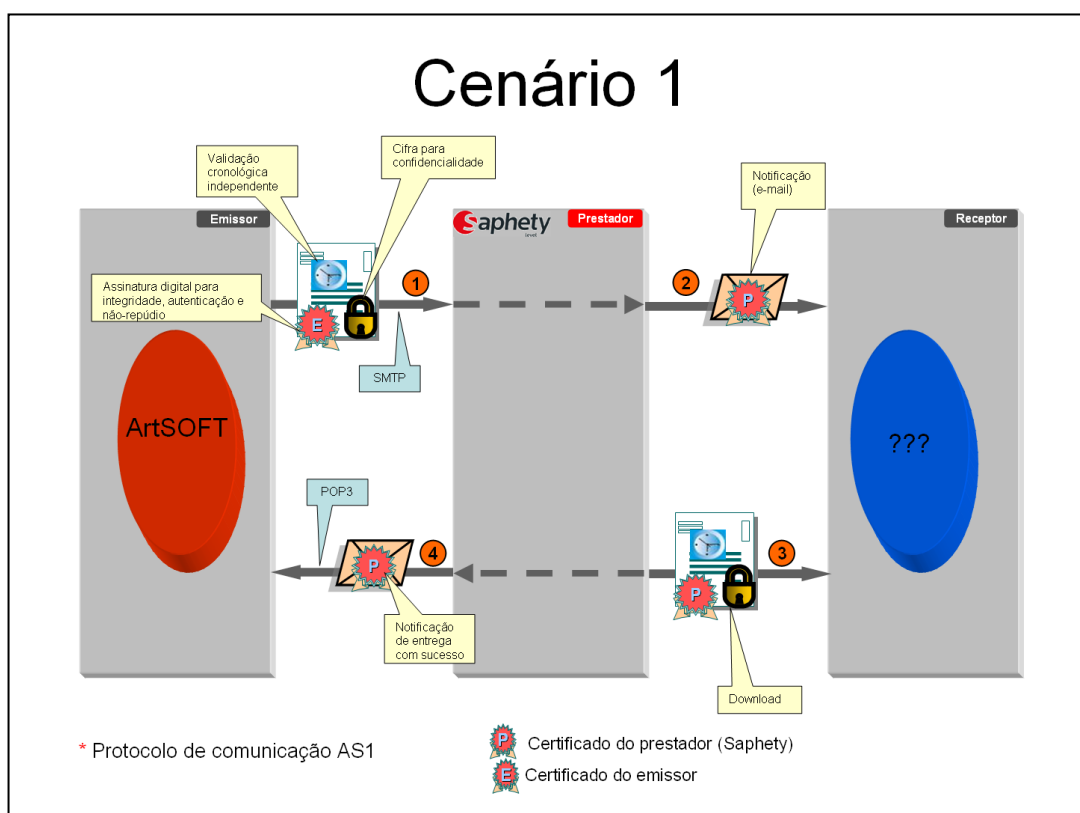 Cenário 1
Validação
cronológica
independente
Cifra para
confidencialidade
Notificação
(e-mail)
Emissor
Saphety
level
Prestador
Receptor
Assinatura digital para
integridade, autenticação e
não-repúdio
1
2
E
P
SMTP
ArtSOFT
???
POP3
4
3
P
P
Notificação
de entrega
com sucesso
Download
* Protocolo de comunicação AS1
P Certificado do prestador (Saphety)
E Certificado do emissor